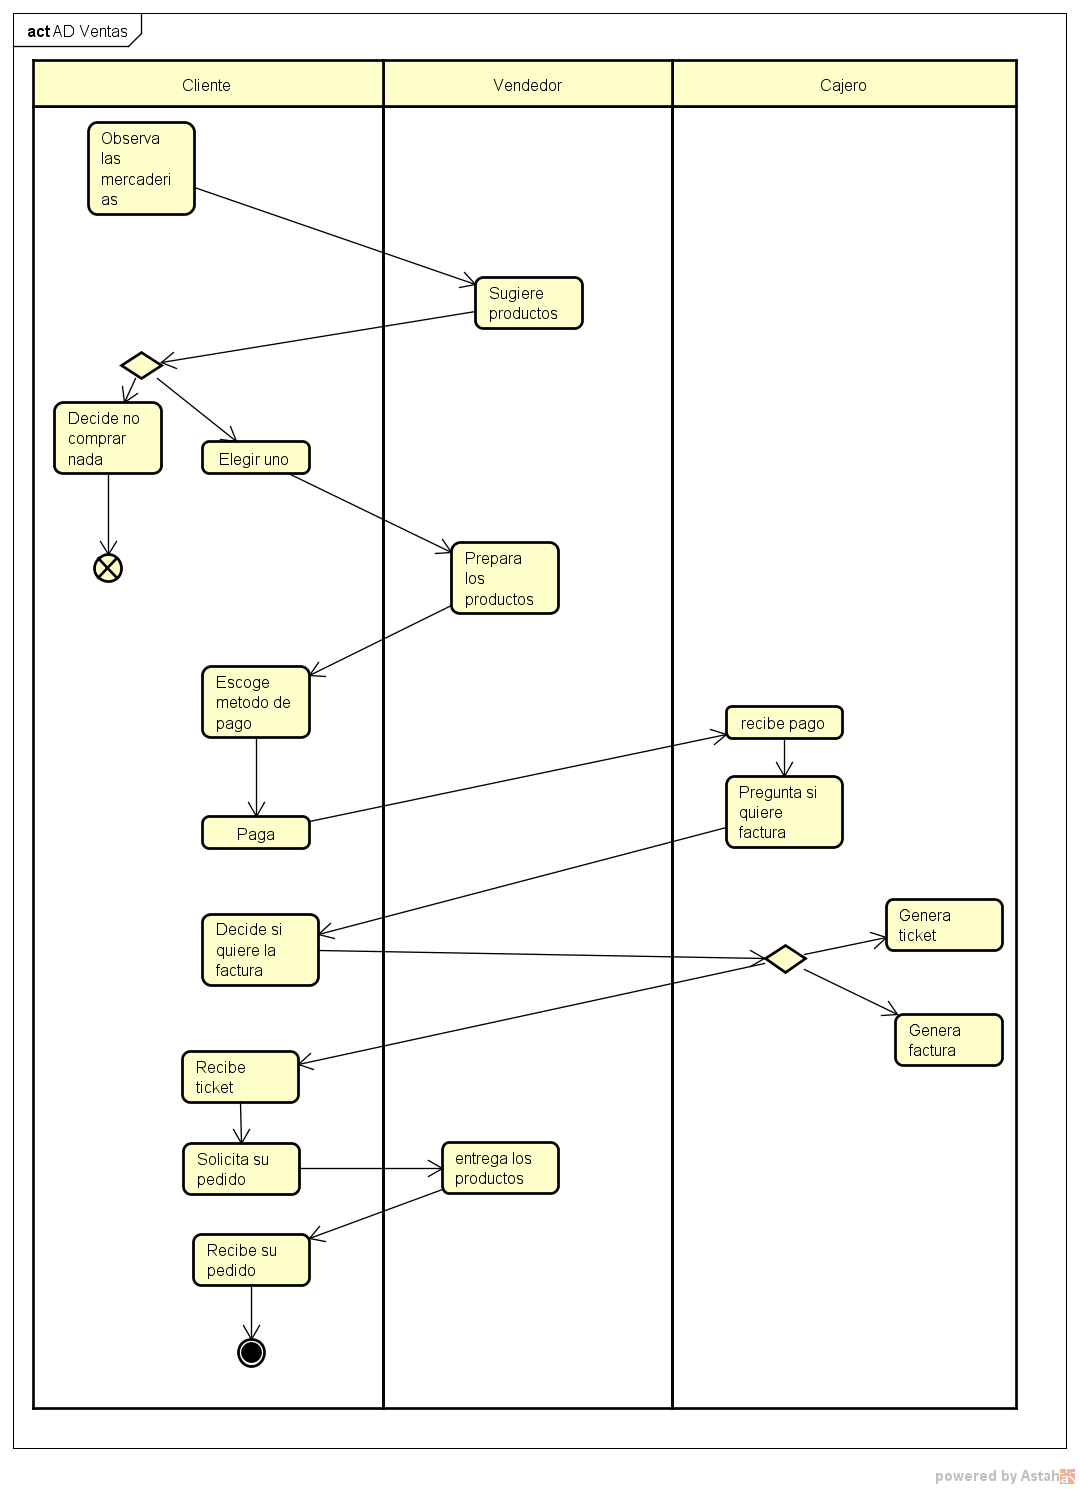 act AD Ventas
Cliente
Vendedor
Cajero
Observa
las
mercaderi
as
Sugiere
productos
Decide no
comprar
nada
Elegir uno
Prepara
los
productos
Escoge
metodo de
pago
recibe pago
Pregunta si
quiere
factura
Paga
Decide si
quiere la
factura
Genera
ticket
Genera
factura
Recibe
ticket
Solicita su
pedido
entrega los
productos
Recibe su
pedido
powered by Astah